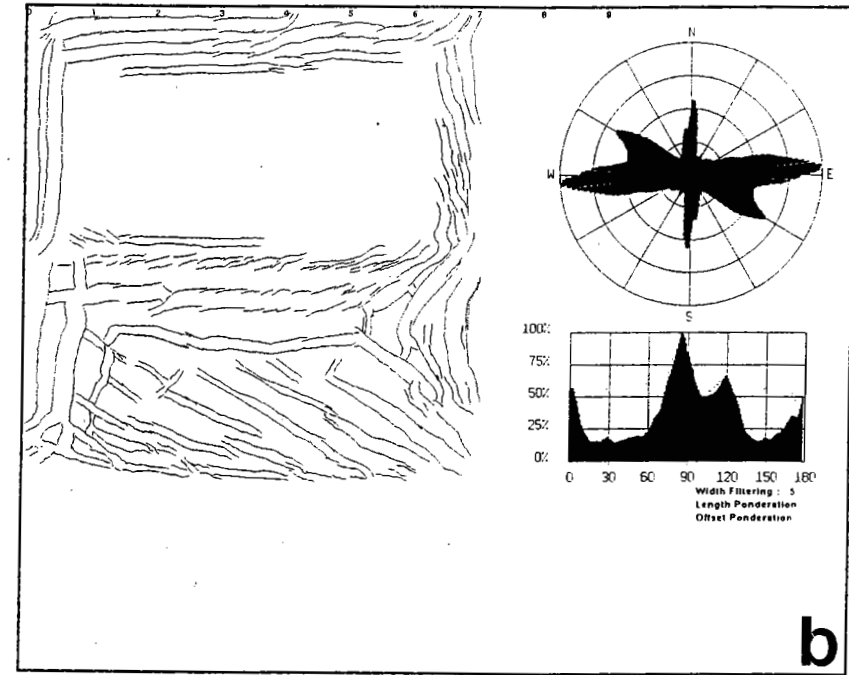 0 1 2 3 4 5 6 7 8 9
N
W E
S
100%
75%
50%
25%
0%
0 30 60 90 120 150 180
Width Filtering : 5
Length Ponderation
Offset Ponderation
b